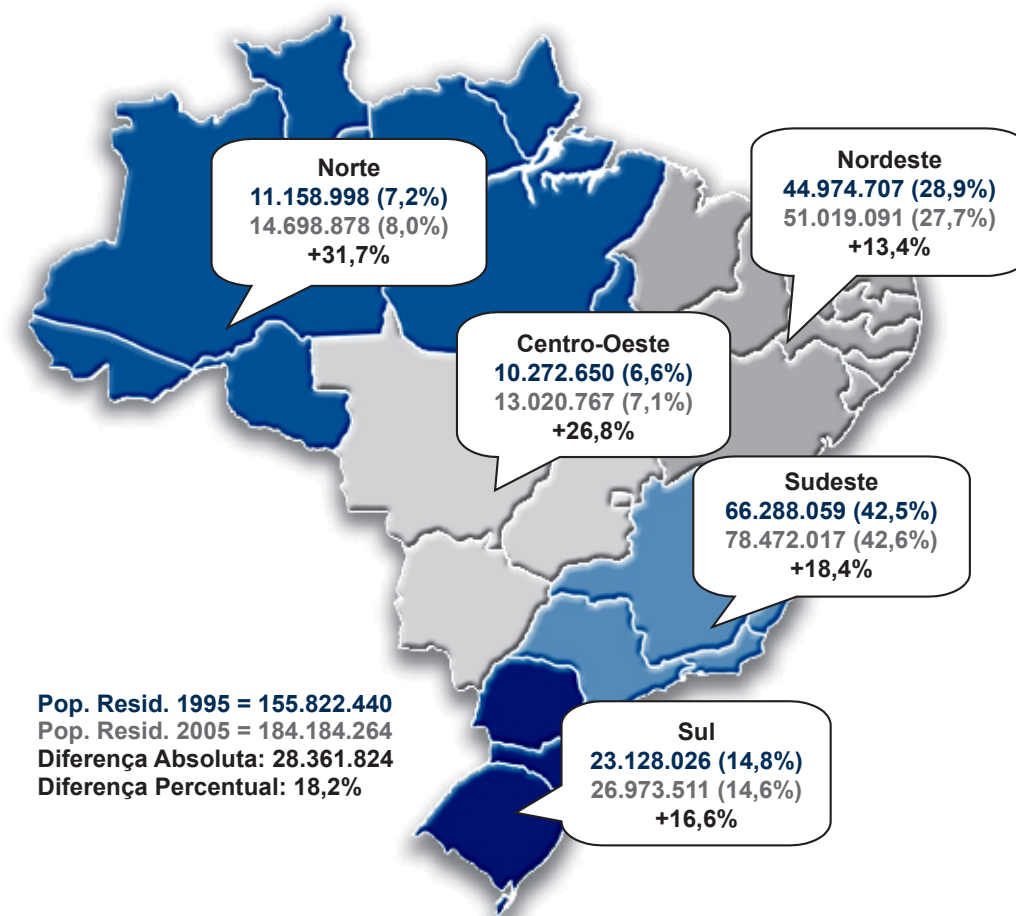 Norte
11.158.998 (7,2%)
14.698.878 (8,0%)
+31,7%
Nordeste
44.974.707 (28,9%)
51.019.091 (27,7%)
+13,4%
Centro-Oeste
10.272.650 (6,6%)
13.020.767 (7,1%)
+26,8%
Sudeste
66.288.059 (42,5%)
78.472.017 (42,6%)
+18,4%
Pop. Resid. 1995 = 155.822.440
Pop. Resid. 2005 = 184.184.264
Diferença Absoluta: 28.361.824
Diferença Percentual: 18,2%
Sul
23.128.026 (14,8%)
26.973.511 (14,6%)
+16,6%